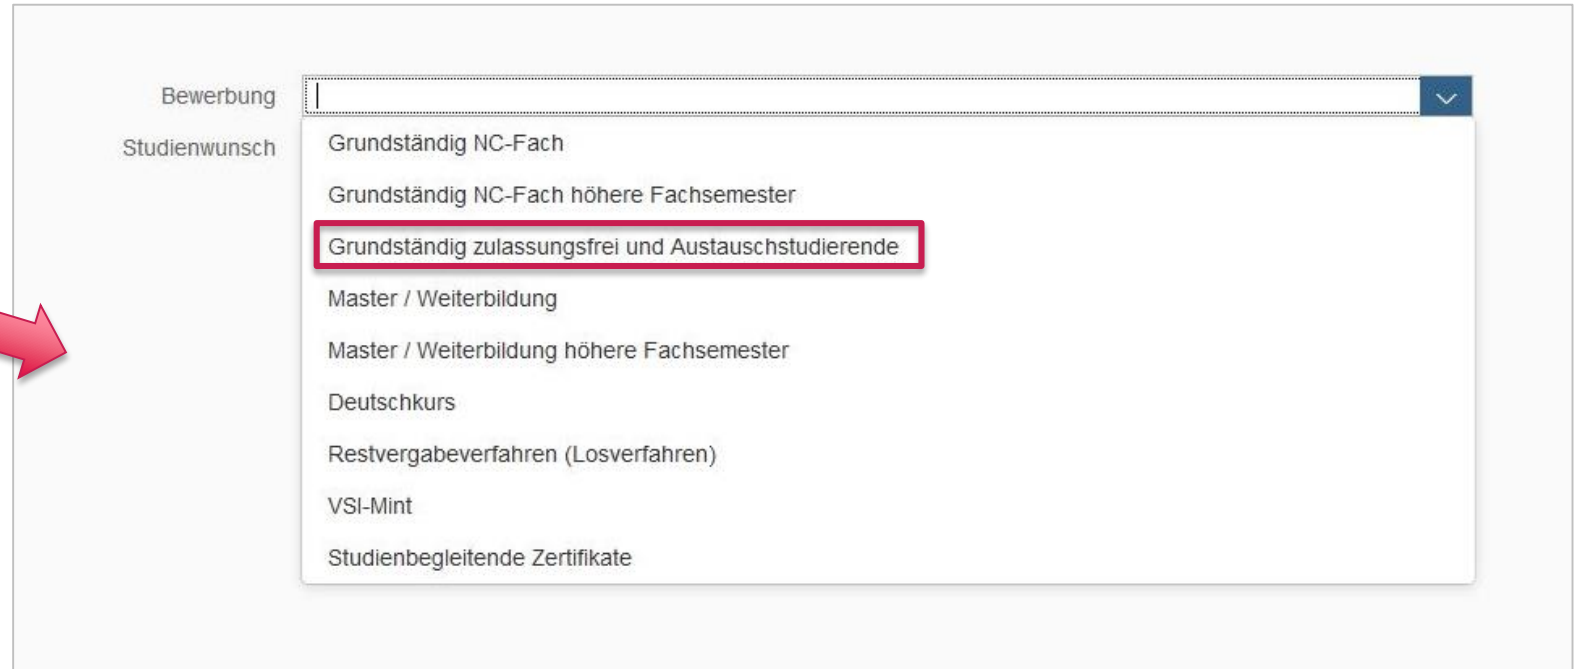 Bewerbung
Studienwunsch
Grundständig NC-Fach
Grundständig NC-Fach höhere Fachsemester
Grundständig zulassungsfrei und Austauschstudierende
Master / Weiterbildung
Master / Weiterbildung höhere Fachsemester
Deutschkurs
Restvergabeverfahren (Losverfahren)
VSI-Mint
Studienbegleitende Zertifikate